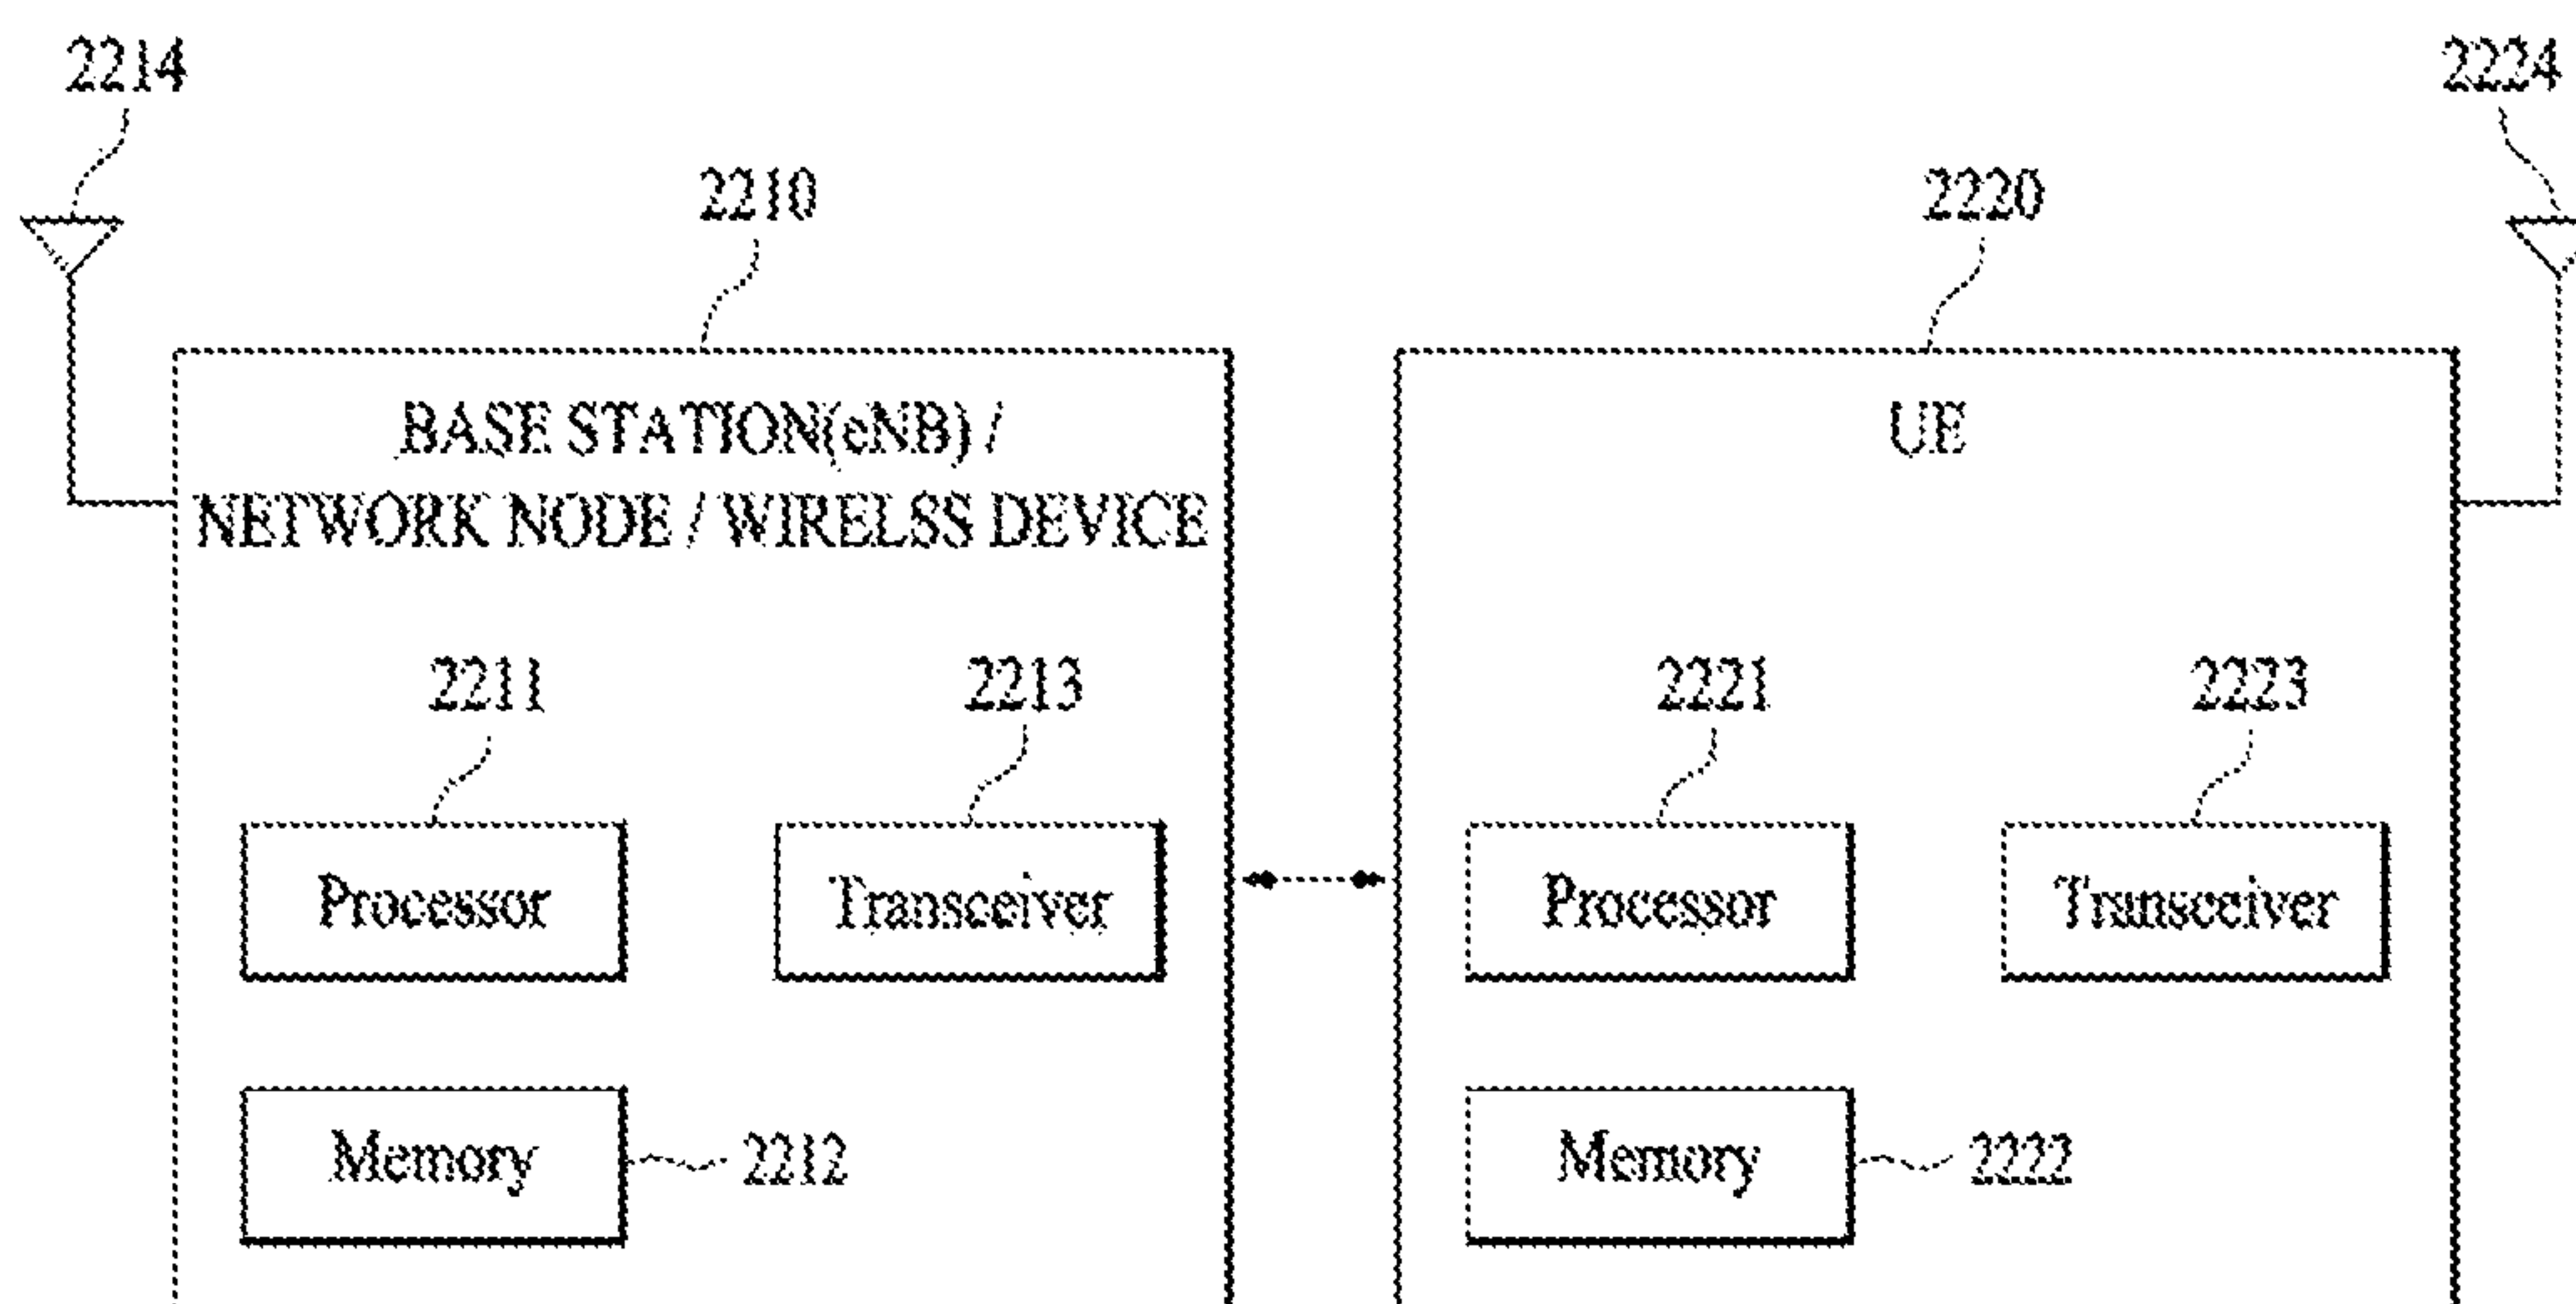 2214
2224
2210
2220
BASE STATION(eNB) /
NETWORK NODE / WIRELSS DEVICE
UE
2211
2213
2221
2223
Processor
Transceiver
Processor
Transceiver
Memory
2212
Memory
2222